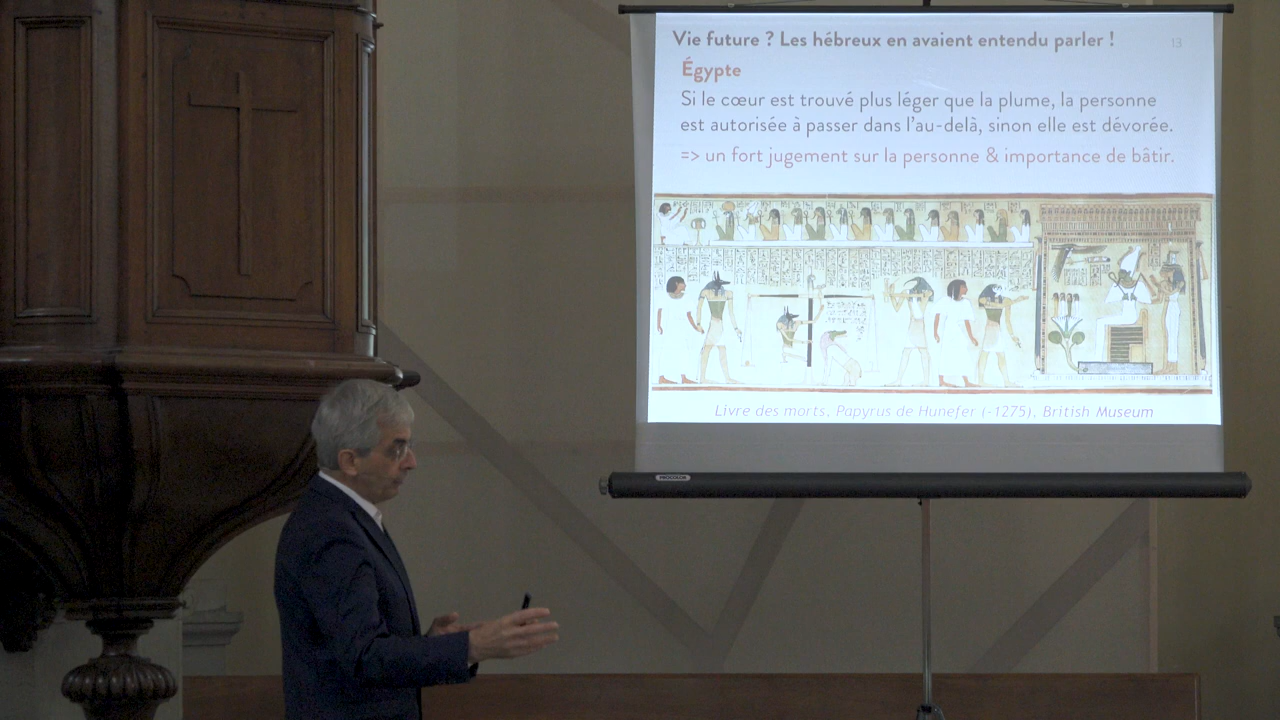 Vie future ? Les hébreux en avaient entendu parler !
13
Égypte
Si le cœur est trouvé plus léger que la plume, la personne
est autorisée à passer dans l'au-delà, sinon elle est dévorée.
=> un fort jugement sur la personne & importance de bâtir.
Livre des morts. Papyrus de Hunefer (-1275). British Museum
PROCOLOR